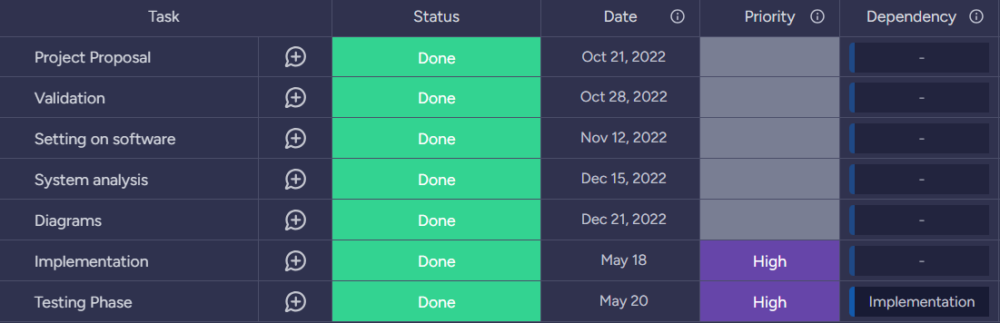 Task Status Date Priority Dependency
Project Proposal Done Oct 21, 2022 -
Validation Done Oct 28, 2022 -
Setting on software Done Nov 12, 2022 -
System analysis Done Dec 15, 2022 -
Diagrams Done Dec 21, 2022 -
Implementation Done May 18 High -
Testing Phase Done May 20 High Implementation